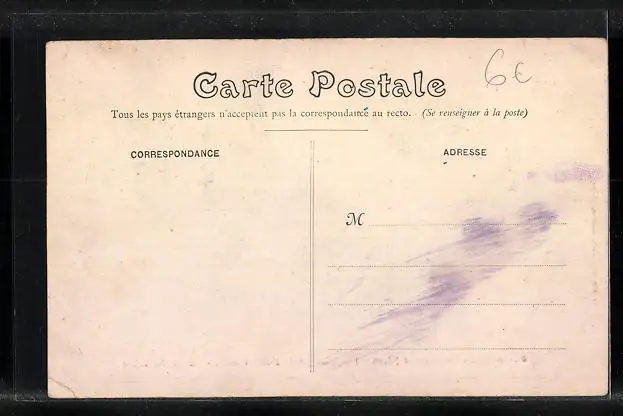 6€
Carte Postale
Tous les pays étrangers n'acceptent pas la correspondance au recto. (Se renseigner à la poste)
CORRESPONDANCE
ADRESSE
M